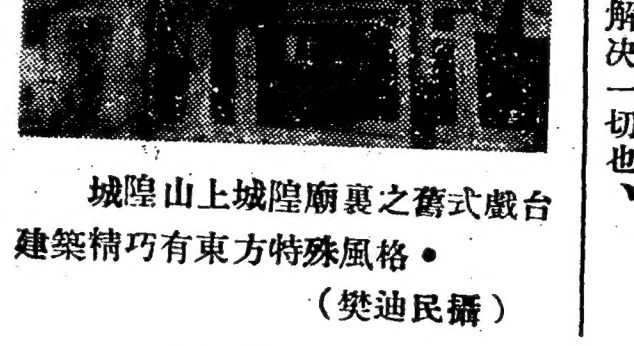 城隍山上城隍廟裏之舊式戲台
建築精巧有東方特殊風格•
（樊迪民攝）
解决一切也